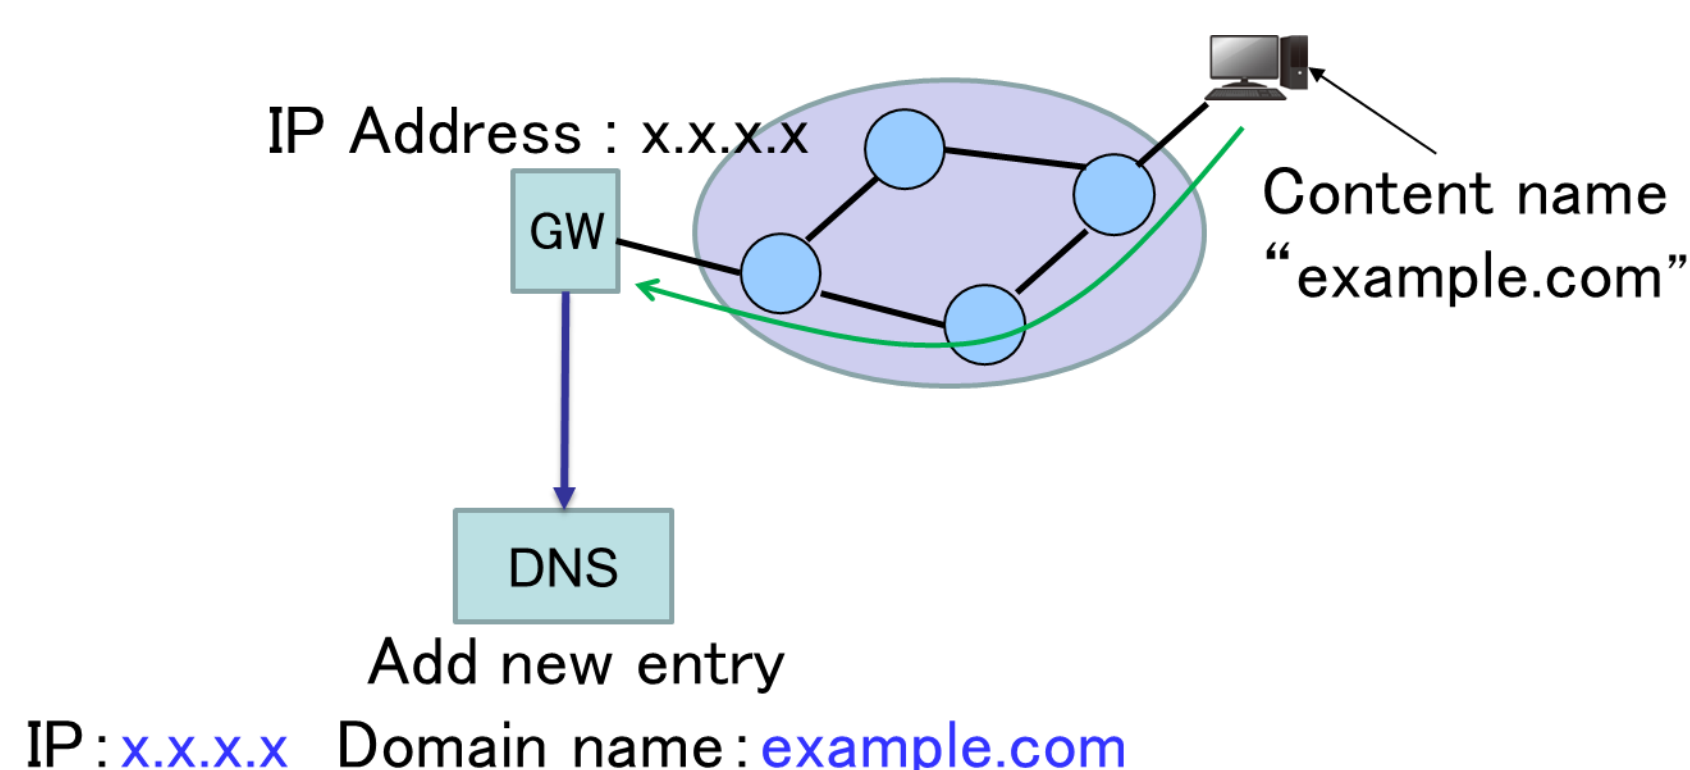 IP Address : x.x.x.x
GW
Content name
“example.com”
DNS
Add new entry
IP : x.x.x.x Domain name : example.com